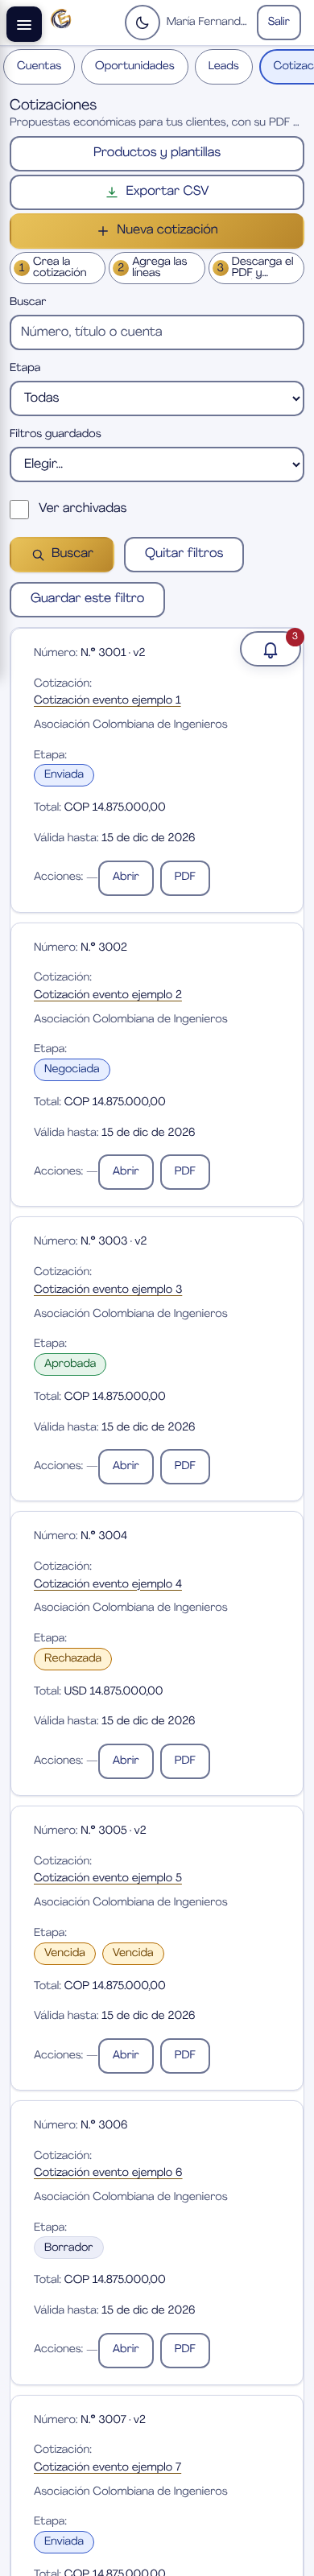 Maria Fernand...
Salir
Cuentas
Oportunidades
Leads
Cotizac
Cotizaciones
Propuestas económicas para tus clientes, con su PDF ...
Productos y plantillas
Exportar CSV
Nueva cotización
1 Crea la cotización
2 Agrega las líneas
3 Descarga el PDF y...
Buscar
Número, título o cuenta
Etapa
Todas
Filtros guardados
Elegir...
Ver archivadas
Buscar
Quitar filtros
Guardar este filtro
3
Número: N.º 3001 · v2
Cotización:
Cotización evento ejemplo 1
Asociación Colombiana de Ingenieros
Etapa:
Enviada
Total: COP 14.875.000,00
Válida hasta: 15 de dic de 2026
Acciones: — Abrir PDF
Número: N.º 3002
Cotización:
Cotización evento ejemplo 2
Asociación Colombiana de Ingenieros
Etapa:
Negociada
Total: COP 14.875.000,00
Válida hasta: 15 de dic de 2026
Acciones: — Abrir PDF
Número: N.º 3003 · v2
Cotización:
Cotización evento ejemplo 3
Asociación Colombiana de Ingenieros
Etapa:
Aprobada
Total: COP 14.875.000,00
Válida hasta: 15 de dic de 2026
Acciones: — Abrir PDF
Número: N.º 3004
Cotización:
Cotización evento ejemplo 4
Asociación Colombiana de Ingenieros
Etapa:
Rechazada
Total: USD 14.875.000,00
Válida hasta: 15 de dic de 2026
Acciones: — Abrir PDF
Número: N.º 3005 · v2
Cotización:
Cotización evento ejemplo 5
Asociación Colombiana de Ingenieros
Etapa:
Vencida Vencida
Total: COP 14.875.000,00
Válida hasta: 15 de dic de 2026
Acciones: — Abrir PDF
Número: N.º 3006
Cotización:
Cotización evento ejemplo 6
Asociación Colombiana de Ingenieros
Etapa:
Borrador
Total: COP 14.875.000,00
Válida hasta: 15 de dic de 2026
Acciones: — Abrir PDF
Número: N.º 3007 · v2
Cotización:
Cotización evento ejemplo 7
Asociación Colombiana de Ingenieros
Etapa:
Enviada
Total: COP 14.875.000,00